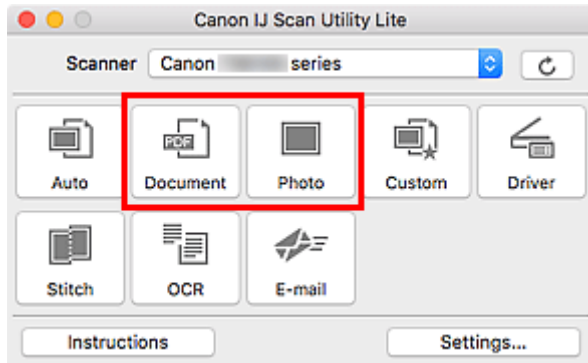 Canon IJ Scan Utility Lite
Scanner Canon series
Auto
PDF
Document
Photo
Custom
Driver
Stitch
OCR
E-mail
Instructions
Settings...